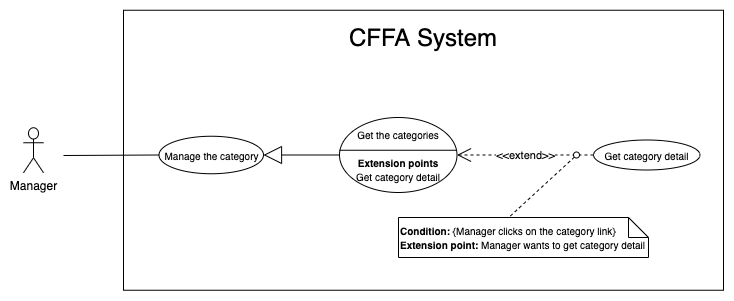 CFFA System
Manager
Manage the category
Get the categories
Extension points
Get category detail
<<extend>>
Get category detail
Condition: {Manager clicks on the category link}
Extension point: Manager wants to get category detail